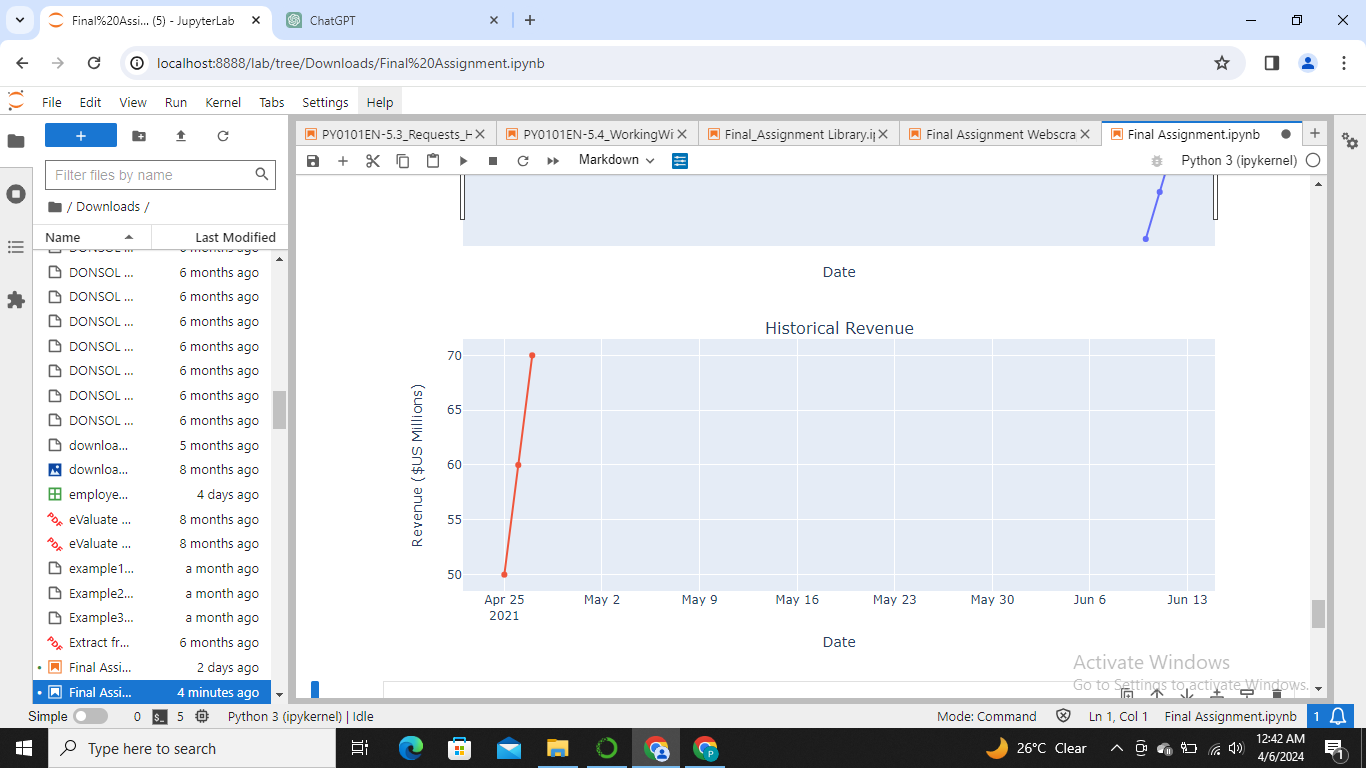 Final%20Assi... (5) - JupyterLab
ChatGPT
localhost:8888/lab/tree/Downloads/Final%20Assignment.ipynb
File Edit View Run Kernel Tabs Settings Help
PY0101EN-5.3_Requests_H
PY0101EN-5.4_WorkingWi
Final_Assignment Library.ip
Final Assignment Webscra
Final Assignment.ipynb
Markdown
Python 3 (ipykernel)
Filter files by name
/ Downloads /
Name Last Modified
DONSOL ... 6 months ago
DONSOL ... 6 months ago
DONSOL ... 6 months ago
DONSOL ... 6 months ago
DONSOL ... 6 months ago
DONSOL ... 6 months ago
DONSOL ... 6 months ago
DONSOL ... 6 months ago
downloa... 5 months ago
downloa... 8 months ago
employe... 4 days ago
eValuate ... 8 months ago
eValuate ... 8 months ago
example1... a month ago
Example2... a month ago
Example3... a month ago
Extract fr... 6 months ago
Final Assi... 2 days ago
Final Assi... 4 minutes ago
Date
Historical Revenue
Revenue ($US Millions)
70
65
60
55
50
Apr 25 May 2 May 9 May 16 May 23 May 30 Jun 6 Jun 13
2021
Date
Activate Windows
Go to Settings to activate Windows.
Simple 0 5 Python 3 (ipykernel) | Idle Mode: Command Ln 1, Col 1 Final Assignment.ipynb 1
Type here to search
26°C Clear
12:42 AM
4/6/2024
1